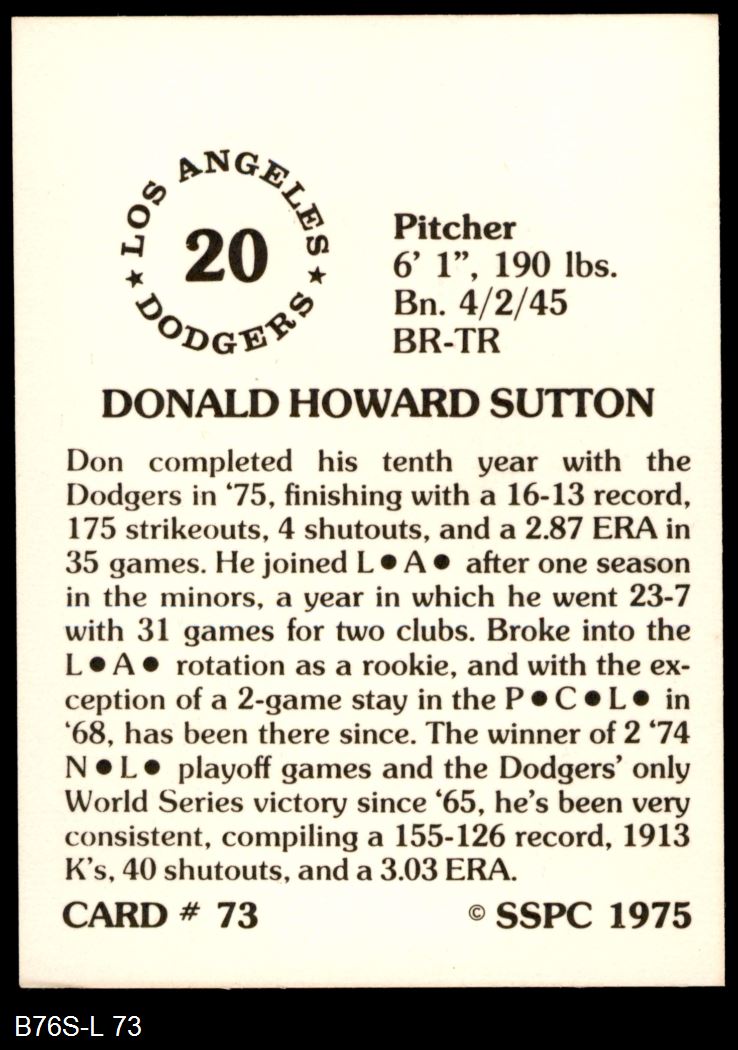 ★ LOS ANGELES ★
20
DODGERS
Pitcher
6' 1", 190 lbs.
Bn. 4/2/45
BR-TR
DONALD HOWARD SUTTON
Don completed his tenth year with the
Dodgers in '75, finishing with a 16-13 record,
175 strikeouts, 4 shutouts, and a 2.87 ERA in
35 games. He joined L●A● after one season
in the minors, a year in which he went 23-7
with 31 games for two clubs. Broke into the
L●A● rotation as a rookie, and with the ex-
ception of a 2-game stay in the P●C●L● in
'68, has been there since. The winner of 2 '74
N●L● playoff games and the Dodgers' only
World Series victory since '65, he's been very
consistent, compiling a 155-126 record, 1913
K's, 40 shutouts, and a 3.03 ERA.
CARD # 73 © SSPC 1975
B76S-L 73